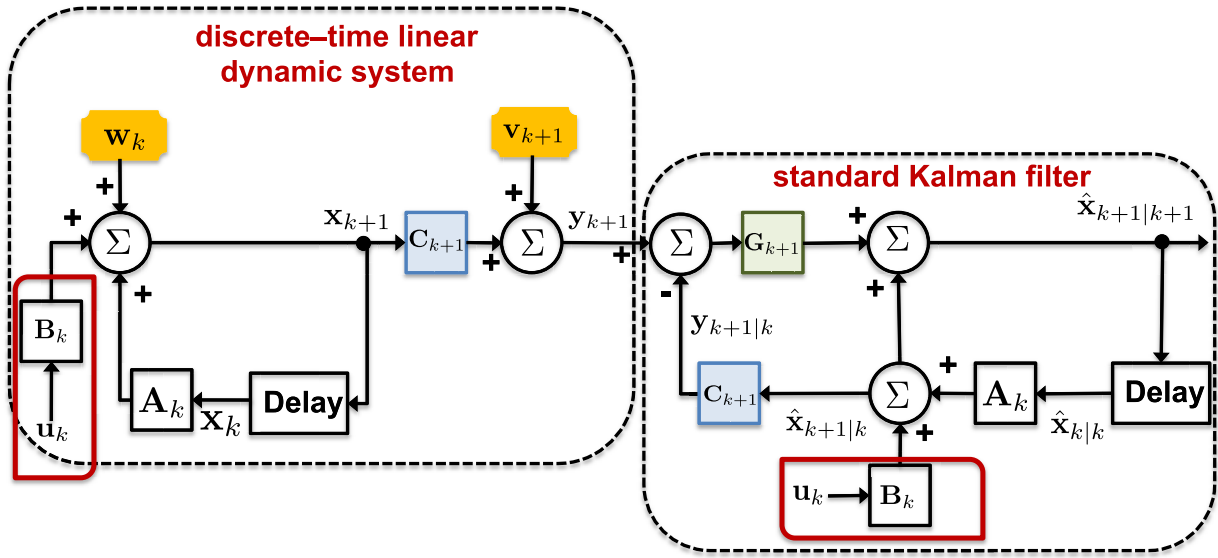 discrete–time linear
dynamic system
w_k
v_{k+1}
+
+
+
Σ
x_{k+1}
C_{k+1}
+
Σ
y_{k+1}
+
+
B_k
u_k
A_k
x_k
Delay
standard Kalman filter
x̂_{k+1|k+1}
Σ
G_{k+1}
+
Σ
-
+
y_{k+1|k}
C_{k+1}
x̂_{k+1|k}
Σ
+
A_k
x̂_{k|k}
Delay
+
u_k
B_k